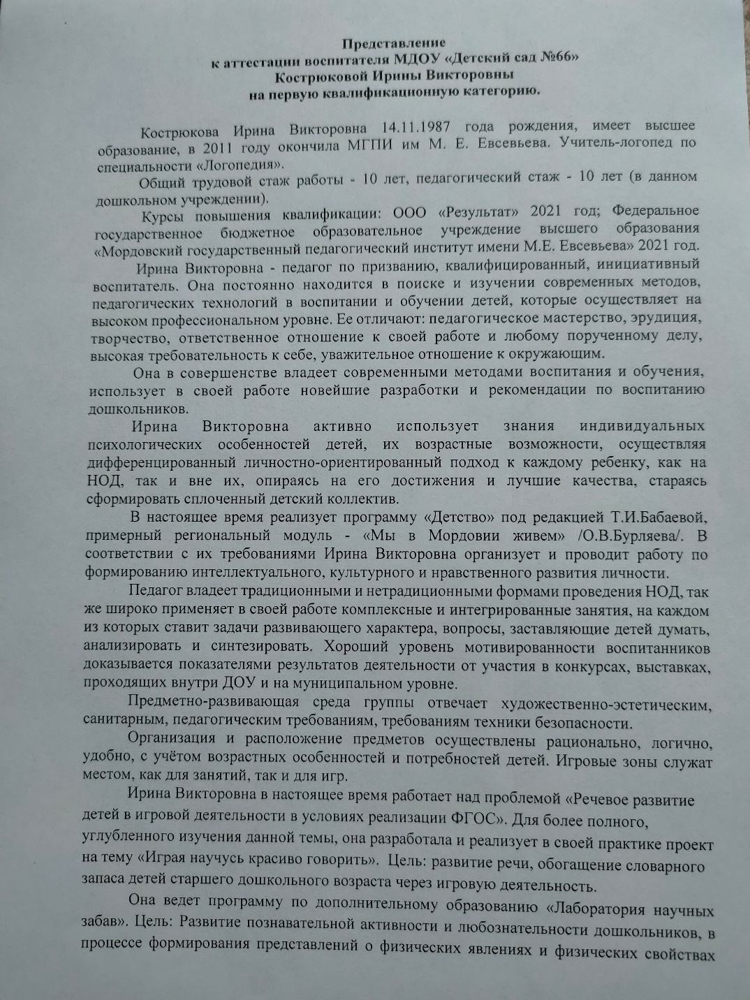 Представление
к аттестации воспитателя МДОУ «Детский сад №66»
Кострюковой Ирины Викторовны
на первую квалификационную категорию.
Кострюкова Ирина Викторовна 14.11.1987 года рождения, имеет высшее
образование, в 2011 году окончила МГПИ им М. Е. Евсевьева. Учитель-логопед по
специальности «Логопедия».
Общий трудовой стаж работы - 10 лет, педагогический стаж - 10 лет (в данном
дошкольном учреждении).
Курсы повышения квалификации: ООО «Результат» 2021 год; Федеральное
государственное бюджетное образовательное учреждение высшего образования
«Мордовский государственный педагогический институт имени М.Е. Евсевьева» 2021 год.
Ирина Викторовна - педагог по призванию, квалифицированный, инициативный
воспитатель. Она постоянно находится в поиске и изучении современных методов,
педагогических технологий в воспитании и обучении детей, которые осуществляет на
высоком профессиональном уровне. Ее отличают: педагогическое мастерство, эрудиция,
творчество, ответственное отношение к своей работе и любому порученному делу,
высокая требовательность к себе, уважительное отношение к окружающим.
Она в совершенстве владеет современными методами воспитания и обучения,
использует в своей работе новейшие разработки и рекомендации по воспитанию
дошкольников.
Ирина Викторовна активно использует знания индивидуальных
психологических особенностей детей, их возрастные возможности, осуществляя
дифференцированный личностно-ориентированный подход к каждому ребенку, как на
НОД, так и вне их, опираясь на его достижения и лучшие качества, стараясь
сформировать сплоченный детский коллектив.
В настоящее время реализует программу «Детство» под редакцией Т.И.Бабаевой,
примерный региональный модуль - «Мы в Мордовии живем» /О.В.Бурляева/. В
соответствии с их требованиями Ирина Викторовна организует и проводит работу по
формированию интеллектуального, культурного и нравственного развития личности.
Педагог владеет традиционными и нетрадиционными формами проведения НОД, так
же широко применяет в своей работе комплексные и интегрированные занятия, на каждом
из которых ставит задачи развивающего характера, вопросы, заставляющие детей думать,
анализировать и синтезировать. Хороший уровень мотивированности воспитанников
доказывается показателями результатов деятельности от участия в конкурсах, выставках,
проходящих внутри ДОУ и на муниципальном уровне.
Предметно-развивающая среда группы отвечает художественно-эстетическим,
санитарным, педагогическим требованиям, требованиям техники безопасности.
Организация и расположение предметов осуществлены рационально, логично,
удобно, с учётом возрастных особенностей и потребностей детей. Игровые зоны служат
местом, как для занятий, так и для игр.
Ирина Викторовна в настоящее время работает над проблемой «Речевое развитие
детей в игровой деятельности в условиях реализации ФГОС». Для более полного,
углубленного изучения данной темы, она разработала и реализует в своей практике проект
на тему «Играя научусь красиво говорить». Цель: развитие речи, обогащение словарного
запаса детей старшего дошкольного возраста через игровую деятельность.
Она ведет программу по дополнительному образованию «Лаборатория научных
забав». Цель: Развитие познавательной активности и любознательности дошкольников, в
процессе формирования представлений о физических явлениях и физических свойствах